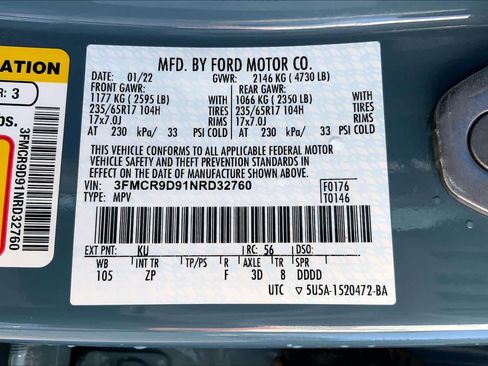 ATION
R: 3
os.
3FMCR9D91NRD32760
MFD. BY FORD MOTOR CO.
DATE: 01/22 GVWR: 2146 KG ( 4730 LB)
FRONT GAWR: REAR GAWR:
1177 KG ( 2595 LB) WITH 1066 KG ( 2350 LB) WITH
235/65R17 104H TIRES 235/65R17 104H TIRES
17x7.0J RIMS 17x7.0J RIMS
AT 230 kPa/ 33 PSI COLD AT 230 kPa/ 33 PSI COLD
THIS VEHICLE CONFORMS TO ALL APPLICABLE FEDERAL MOTOR
VEHICLE SAFETY AND THEFT PREVENTION STANDARDS IN
EFFECT ON THE DATE OF MANUFACTURE SHOWN ABOVE.
VIN: 3FMCR9D91NRD32760 F0176
TYPE: MPV T0146
EXT PNT: KU RC: 56 DSO:
WB INT TR TP/PS R AXLE TR SPR
105 ZP F 3D 8 DDDD
UTC ▽ 5U5A-1520472-BA